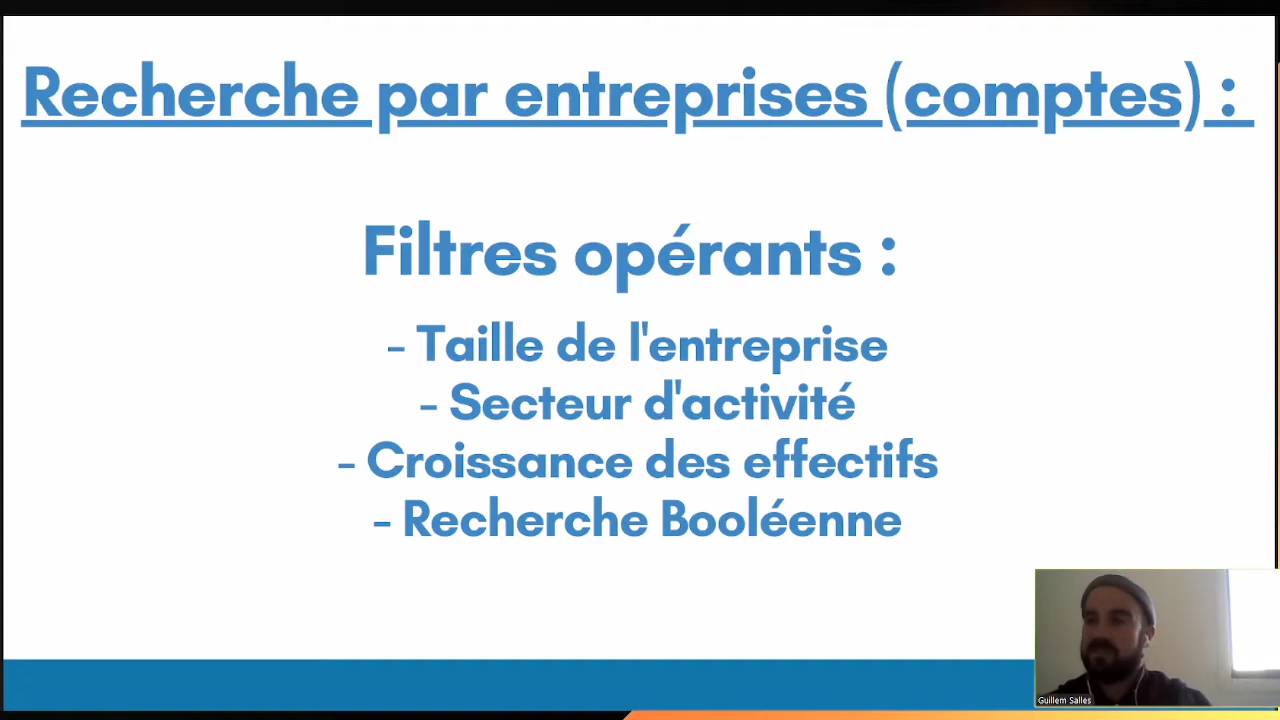 Recherche par entreprises (comptes) :
Filtres opérants :
- Taille de l'entreprise
- Secteur d'activité
- Croissance des effectifs
- Recherche Booléenne
Guillem Salles